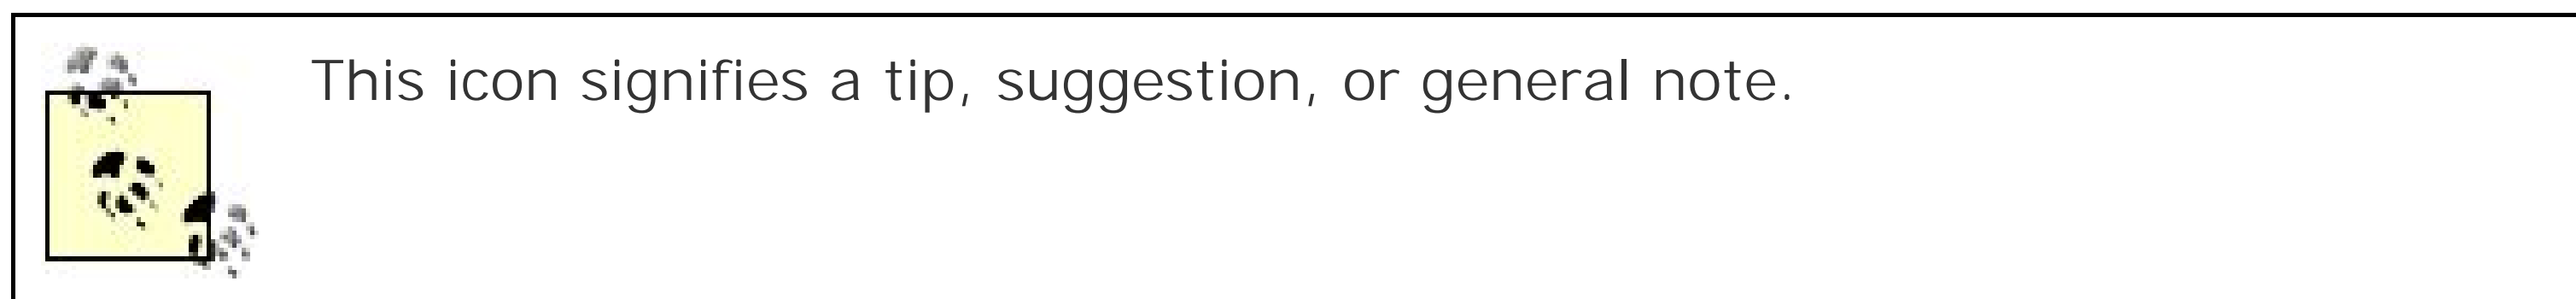 This icon signifies a tip, suggestion, or general note.